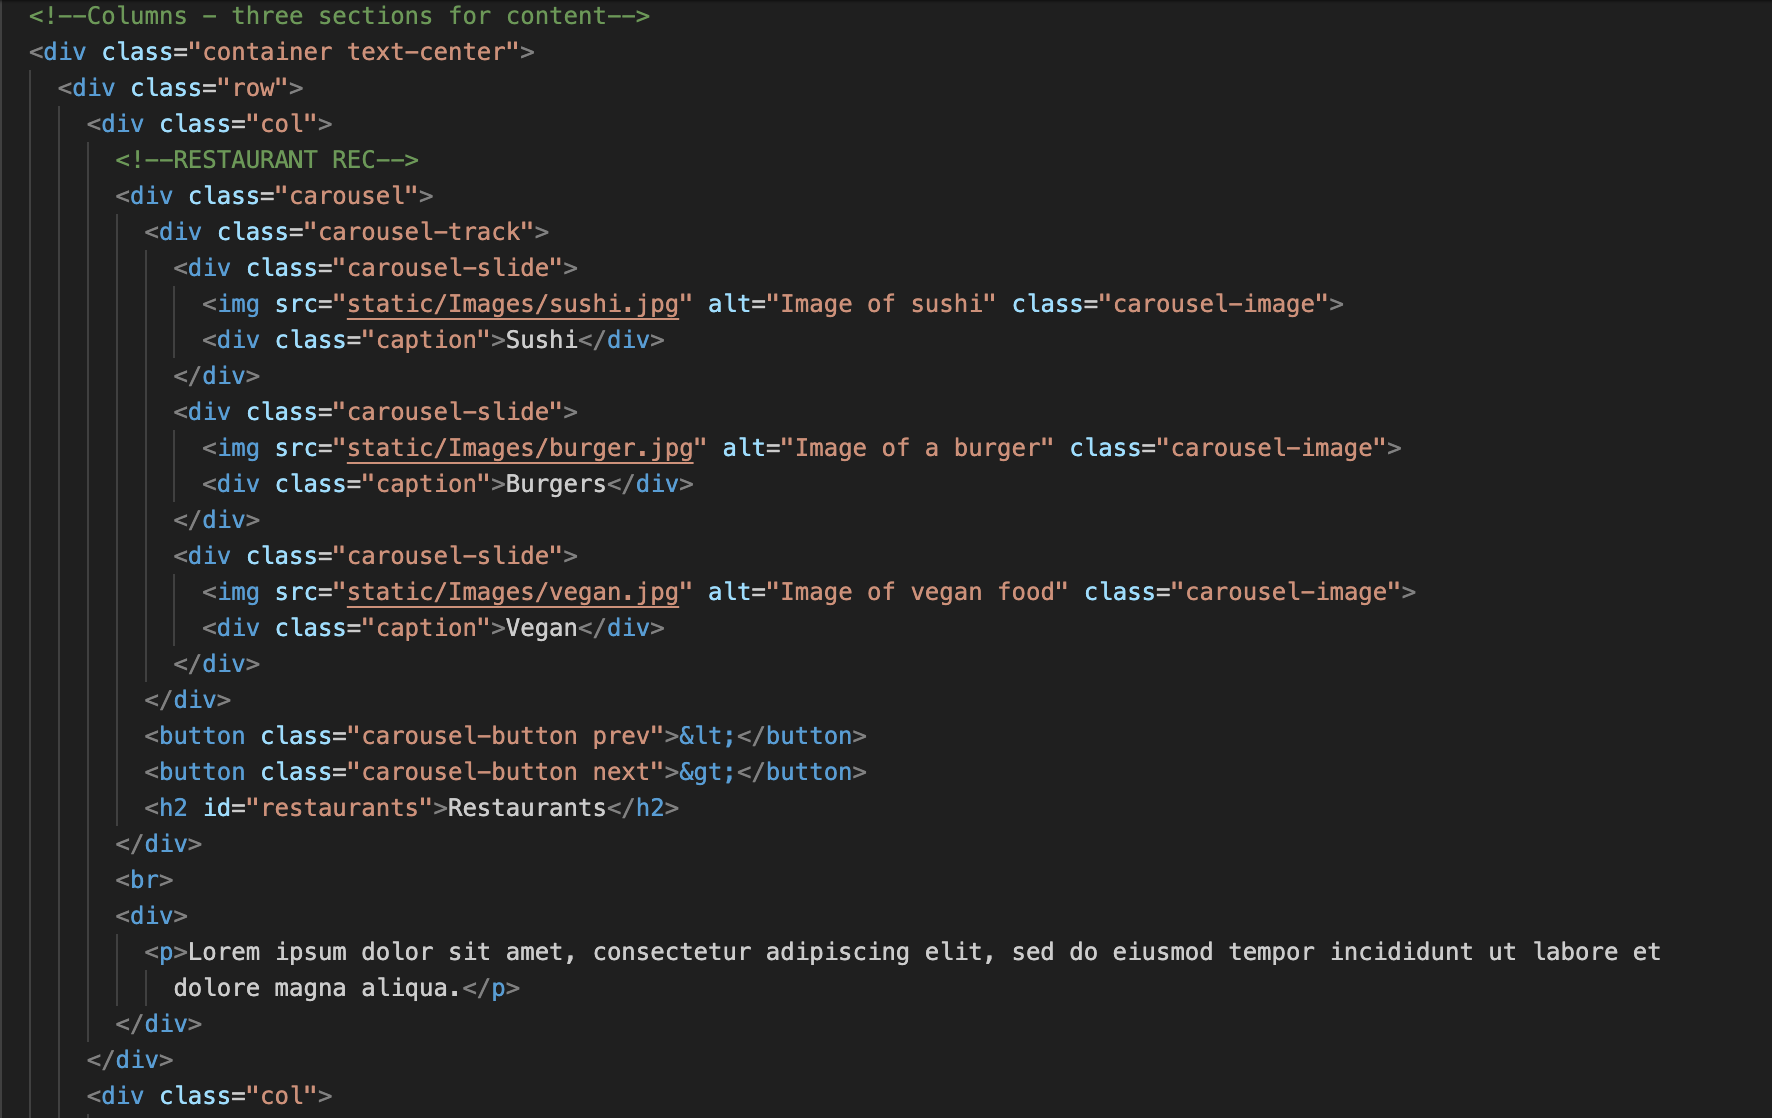 <!--Columns - three sections for content-->
<div class="container text-center">
<div class="row">
<div class="col">
<!--RESTAURANT REC-->
<div class="carousel">
<div class="carousel-track">
<div class="carousel-slide">
<img src="static/Images/sushi.jpg" alt="Image of sushi" class="carousel-image">
<div class="caption">Sushi</div>
</div>
<div class="carousel-slide">
<img src="static/Images/burger.jpg" alt="Image of a burger" class="carousel-image">
<div class="caption">Burgers</div>
</div>
<div class="carousel-slide">
<img src="static/Images/vegan.jpg" alt="Image of vegan food" class="carousel-image">
<div class="caption">Vegan</div>
</div>
</div>
<button class="carousel-button prev">&lt;</button>
<button class="carousel-button next">&gt;</button>
<h2 id="restaurants">Restaurants</h2>
</div>
<br>
<div>
<p>Lorem ipsum dolor sit amet, consectetur adipiscing elit, sed do eiusmod tempor incididunt ut labore et
dolore magna aliqua.</p>
</div>
</div>
<div class="col">